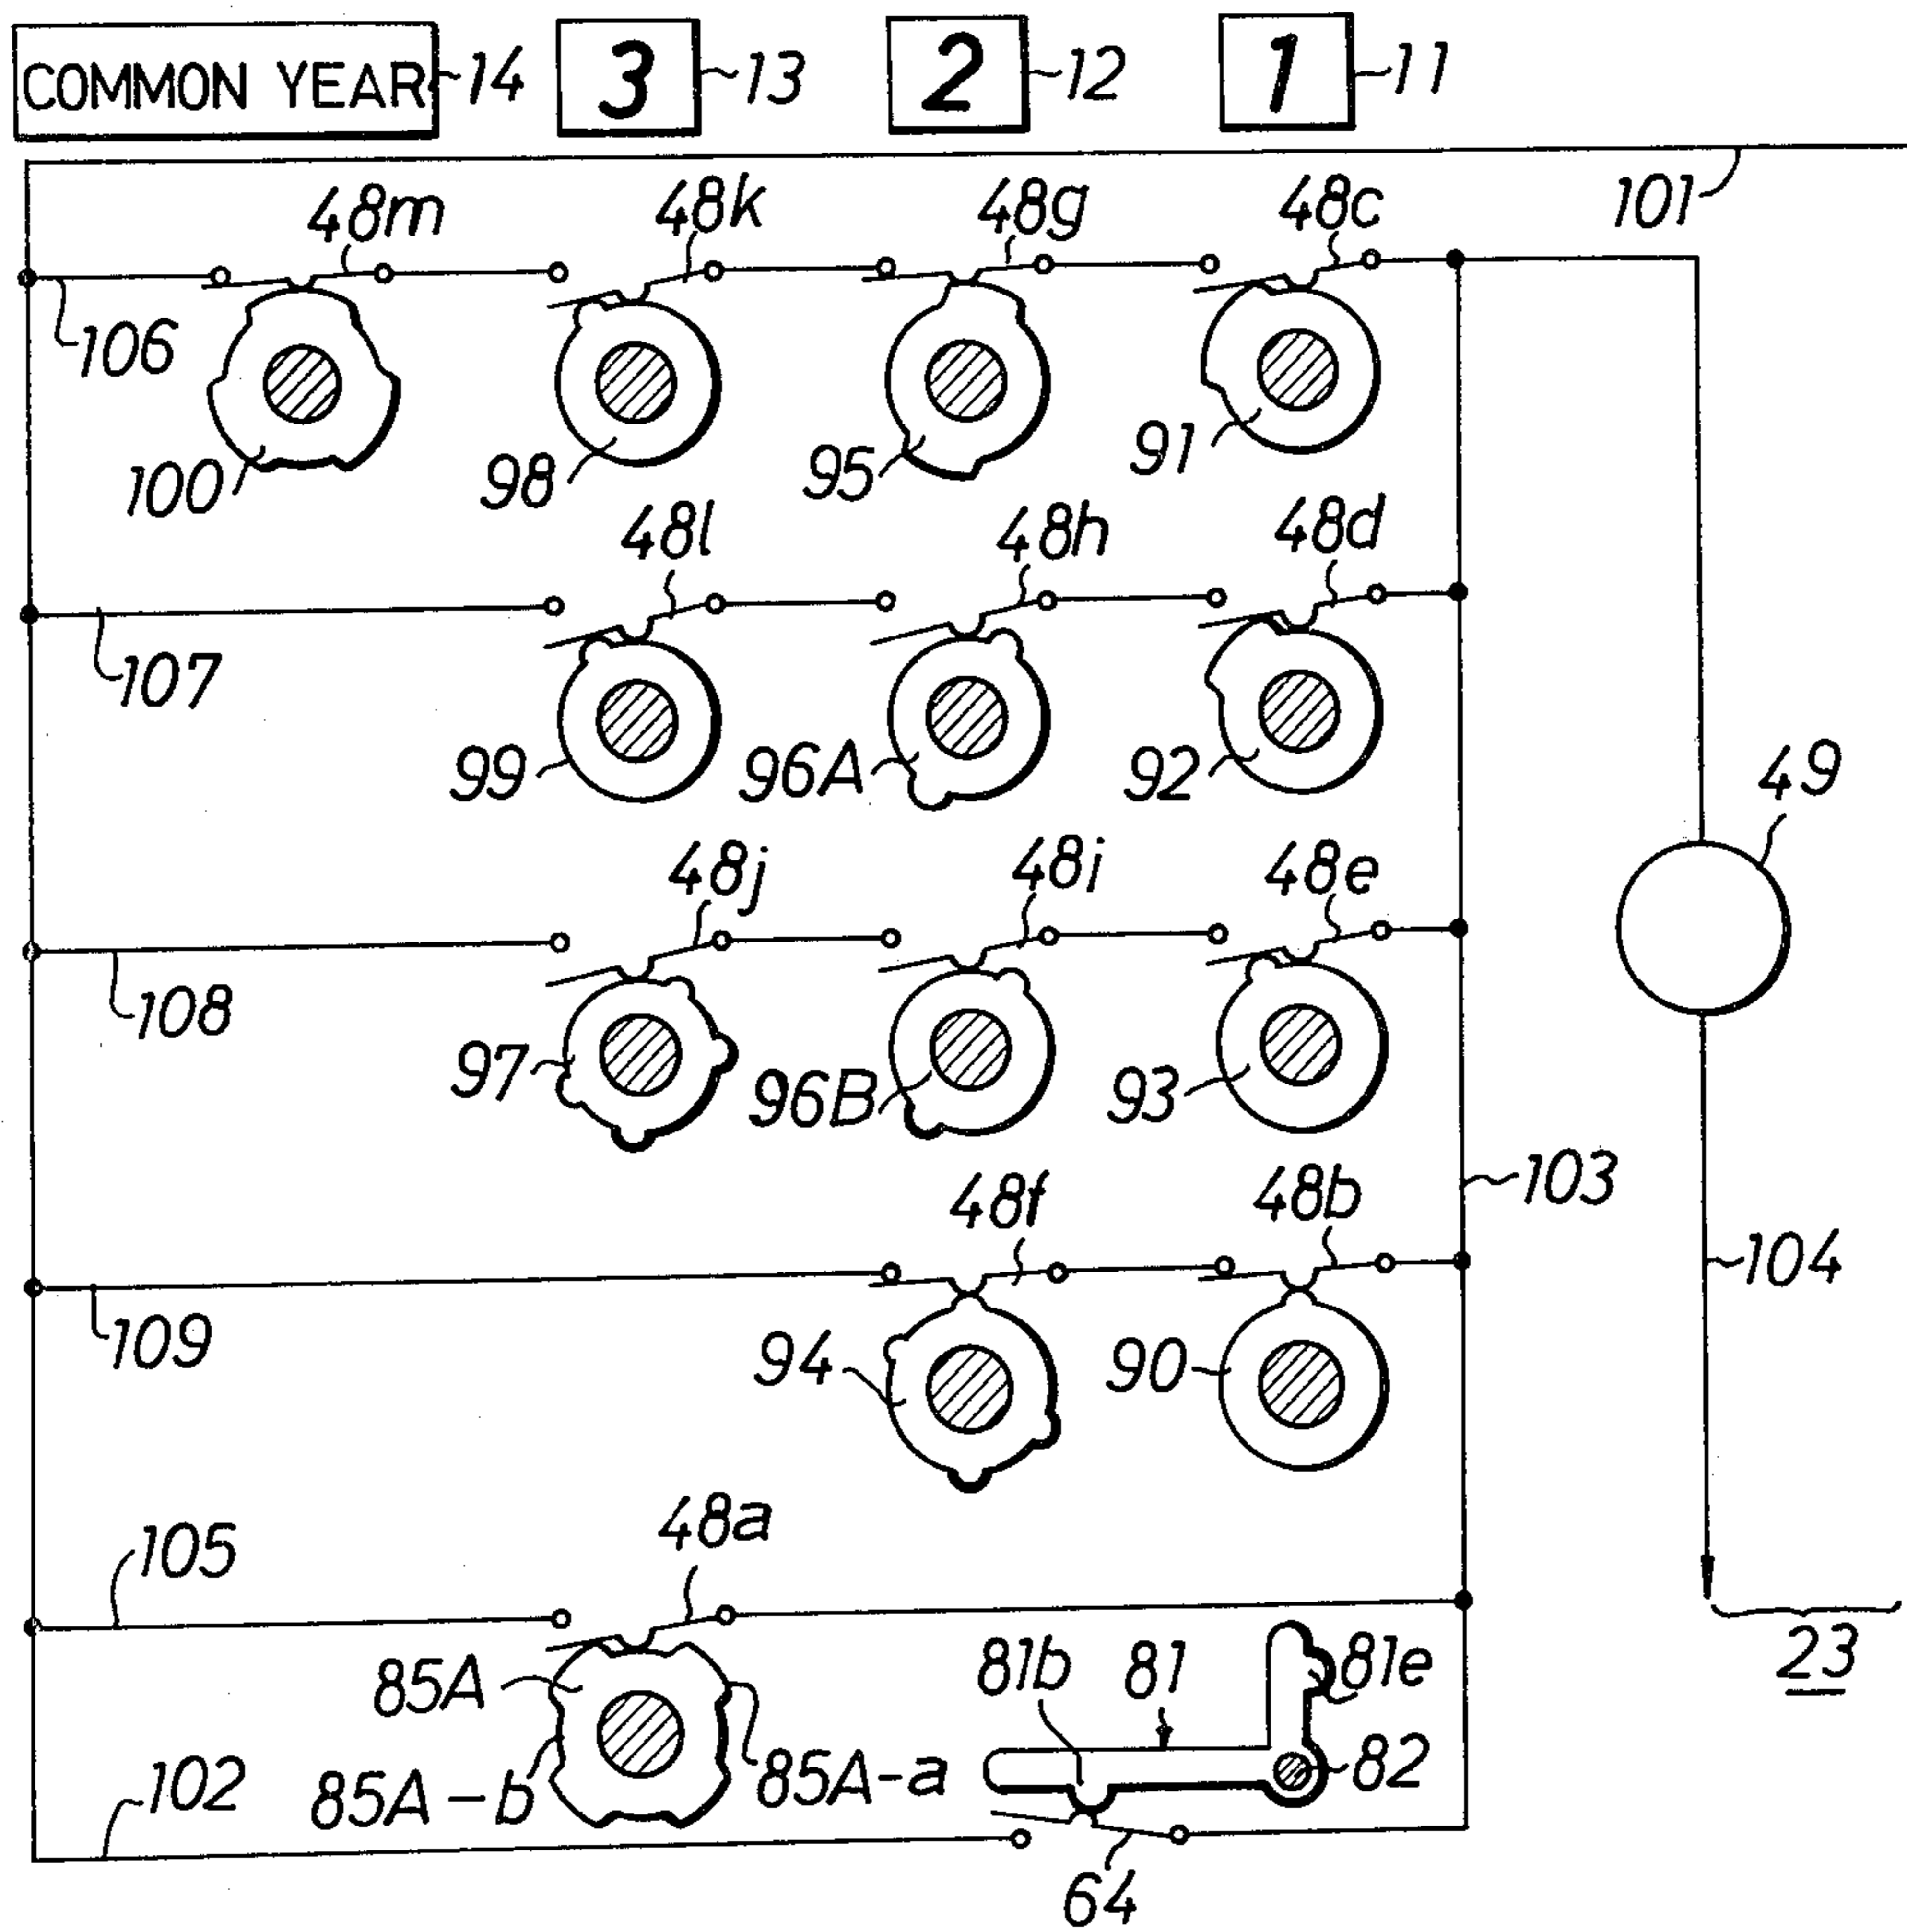 COMMON YEAR 14 3 13 2 12 1 11
101
48m 48k 48g 48c
106
100 98 95 91
48l 48h 48d
107
99 96A 92
49
48j 48i 48e
108
97 96B 93
103
48f 48b
104
109
94 90
48a
105
23
85A 81b 81 81e
85A-b 85A-a 82
102
64